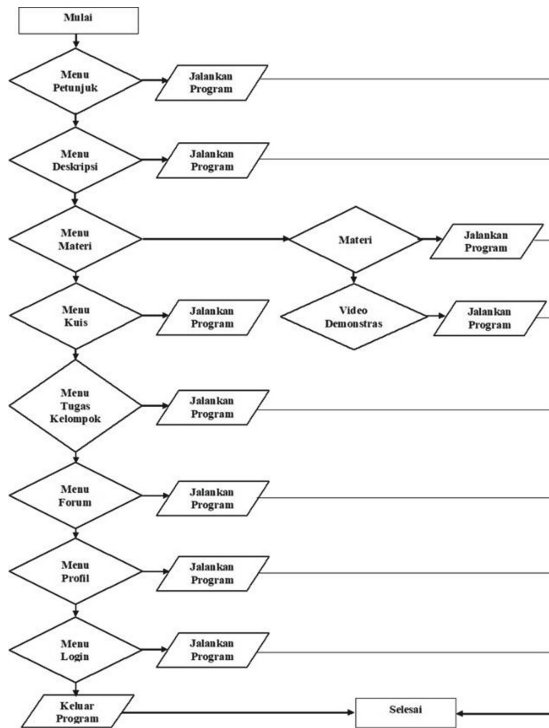 Mulai
Menu
Petunjuk
Jalankan
Program
Menu
Deskripsi
Jalankan
Program
Menu
Materi
Materi
Jalankan
Program
Menu
Kuis
Jalankan
Program
Video
Demonstras
Jalankan
Program
Menu
Tugas
Kelompok
Jalankan
Program
Menu
Forum
Jalankan
Program
Menu
Profil
Jalankan
Program
Menu
Login
Jalankan
Program
Keluar
Program
Selesai